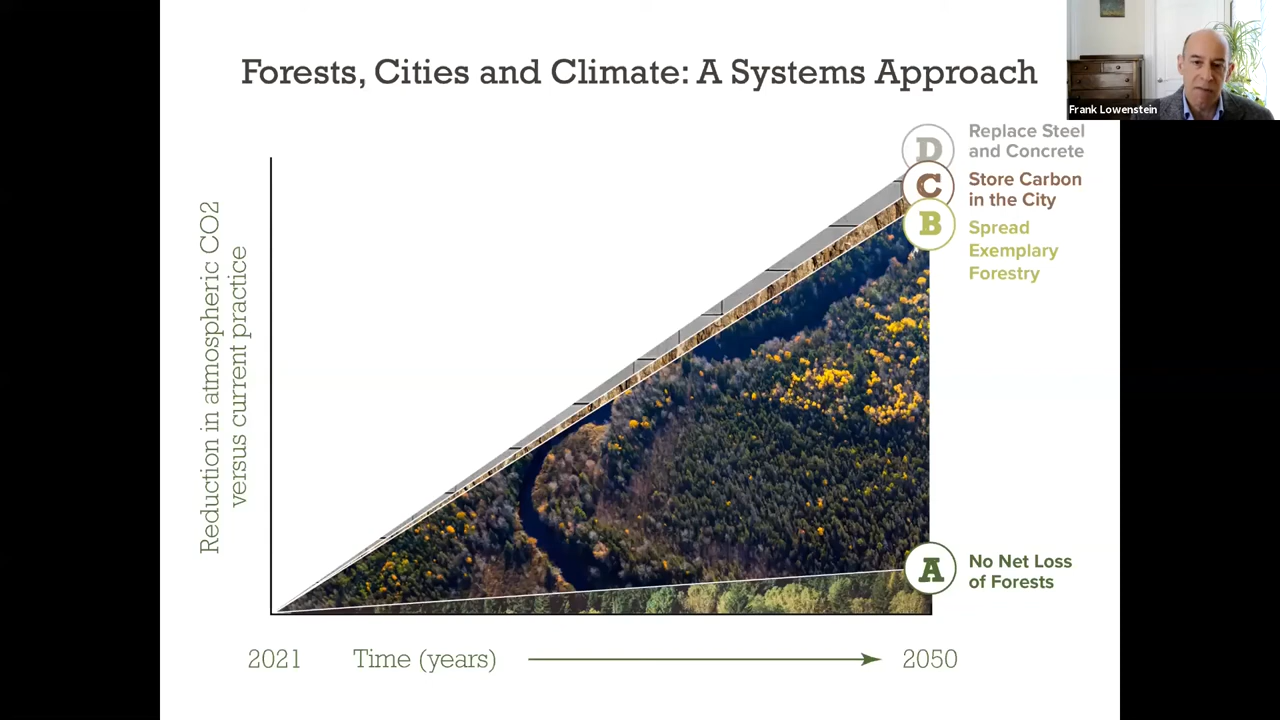 Forests, Cities and Climate: A Systems Approach
Frank Lowenstein
D
Replace Steel
and Concrete
C
Store Carbon
in the City
B
Spread
Exemplary
Forestry
Reduction in atmospheric CO2
versus current practice
A
No Net Loss
of Forests
2021
Time (years)
2050